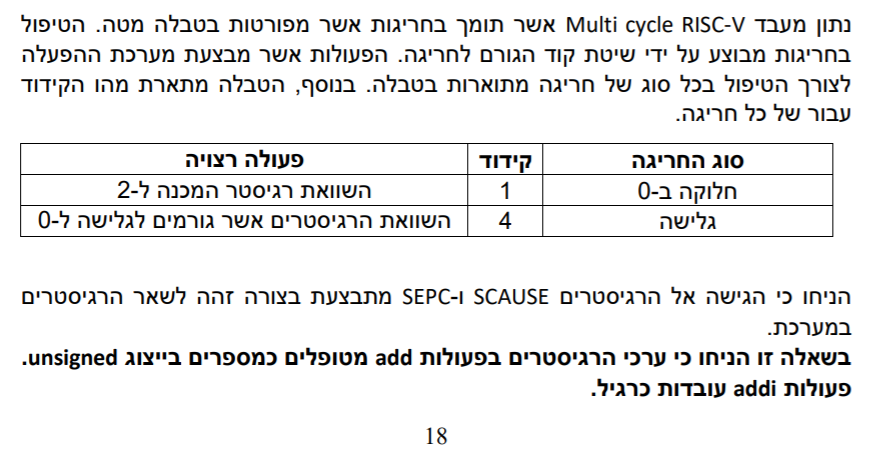 נתון מעבד Multi cycle RISC-V אשר תומך בחריגות אשר מפורטות בטבלה מטה. הטיפול
בחריגות מבוצע על ידי שיטת קוד הגורם לחריגה. הפעולות אשר מבצעת מערכת ההפעלה
לצורך הטיפול בכל סוג של חריגה מתוארות בטבלה. בנוסף, הטבלה מתארת מהו הקידוד
עבור של כל חריגה.
סוג החריגה קידוד פעולה רצויה
חלוקה ב-0 1 השוואת רגיסטר המכנה ל-2
גלישה 4 השוואת הרגיסטרים אשר גורמים לגלישה ל-0
הניחו כי הגישה אל הרגיסטרים SCAUSE ו-SEPC מתבצעת בצורה זהה לשאר הרגיסטרים
במערכת.
בשאלה זו הניחו כי ערכי הרגיסטרים בפעולות add מטופלים כמספרים בייצוג unsigned.
פעולות addi עובדות כרגיל.
18